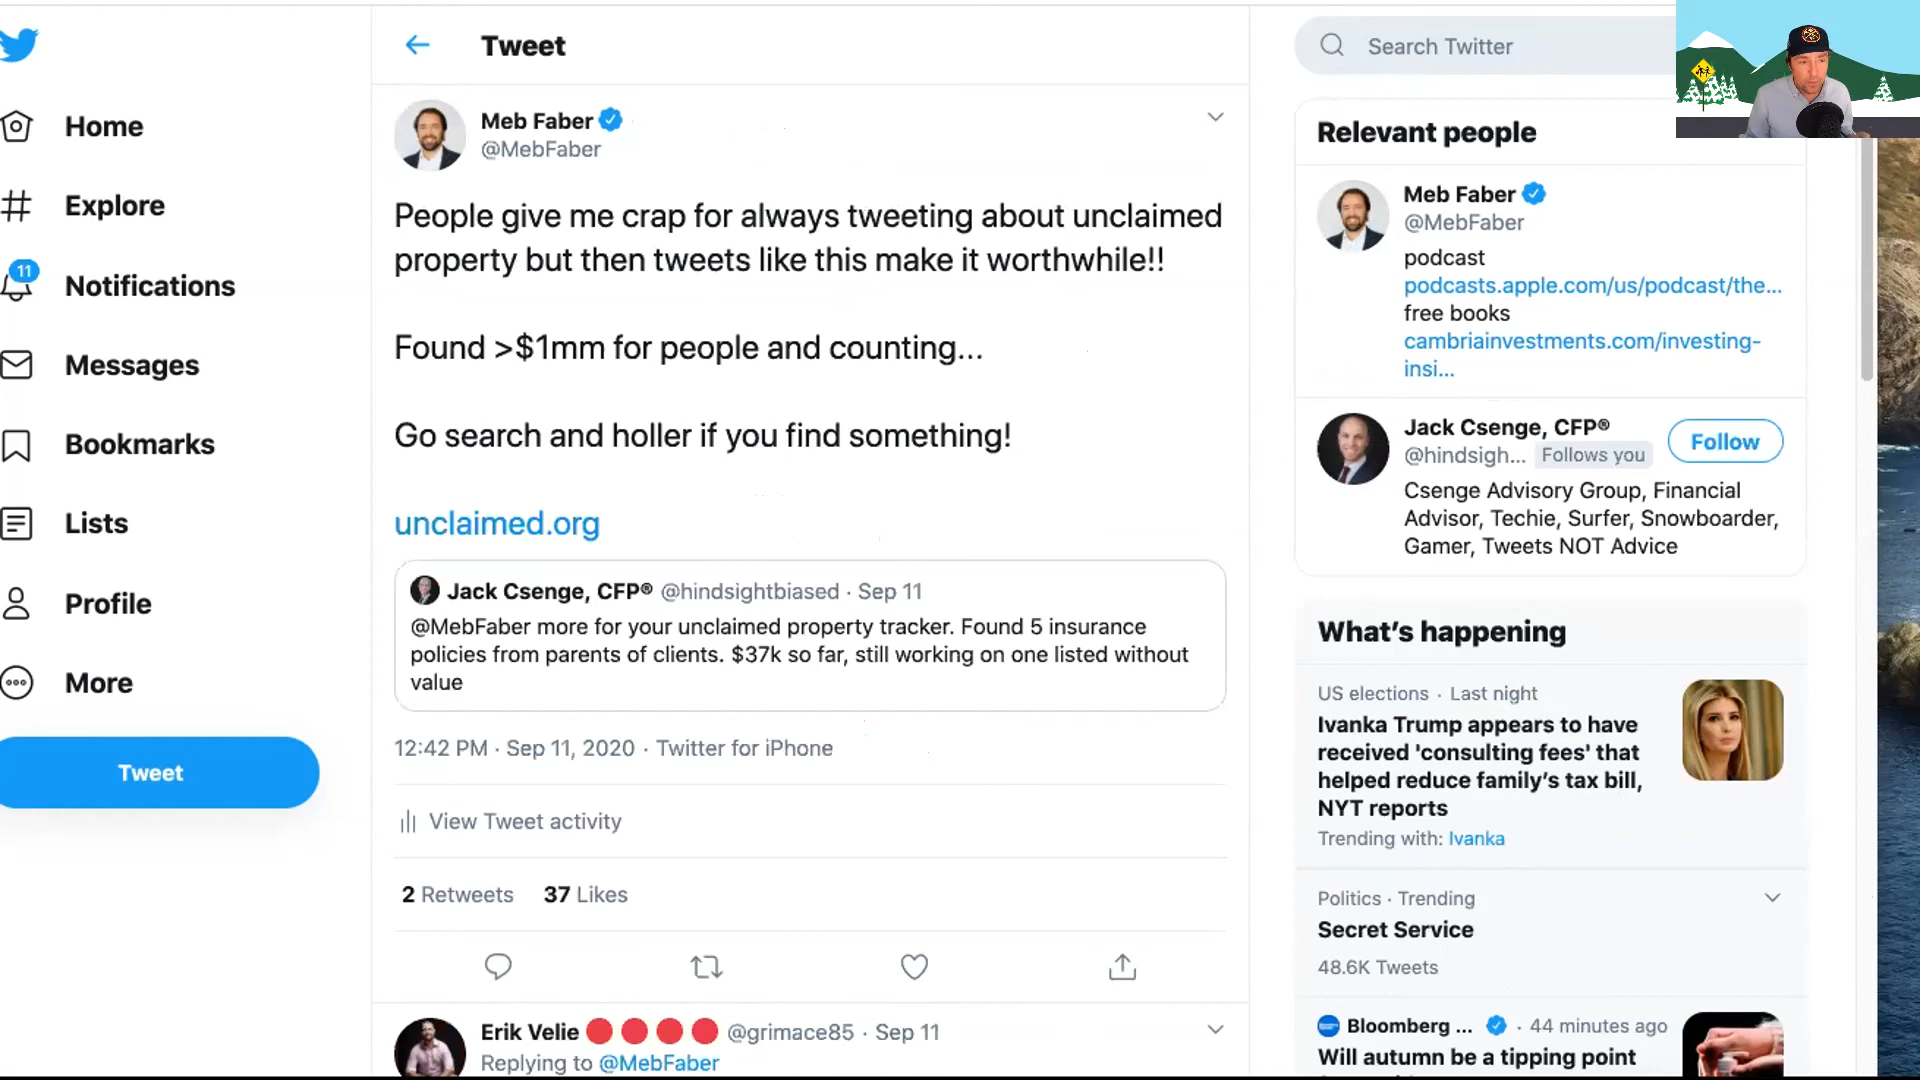 Home
Explore
11
Notifications
Messages
Bookmarks
Lists
Profile
More
Tweet
Tweet
Meb Faber
@MebFaber
People give me crap for always tweeting about unclaimed
property but then tweets like this make it worthwhile!!
Found >$1mm for people and counting...
Go search and holler if you find something!
unclaimed.org
Jack Csenge, CFP® @hindsightbiased · Sep 11
@MebFaber more for your unclaimed property tracker. Found 5 insurance
policies from parents of clients. $37k so far, still working on one listed without
value
12:42 PM · Sep 11, 2020 · Twitter for iPhone
View Tweet activity
2 Retweets 37 Likes
Erik Velie @grimace85 · Sep 11
Replying to @MebFaber
Search Twitter
Relevant people
Meb Faber
@MebFaber
podcast
podcasts.apple.com/us/podcast/the...
free books
cambriainvestments.com/investing-
insi...
Jack Csenge, CFP®
@hindsigh... Follows you
Follow
Csenge Advisory Group, Financial
Advisor, Techie, Surfer, Snowboarder,
Gamer, Tweets NOT Advice
What's happening
US elections · Last night
Ivanka Trump appears to have
received 'consulting fees' that
helped reduce family's tax bill,
NYT reports
Trending with: Ivanka
Politics · Trending
Secret Service
48.6K Tweets
Bloomberg ... · 44 minutes ago
Will autumn be a tipping point